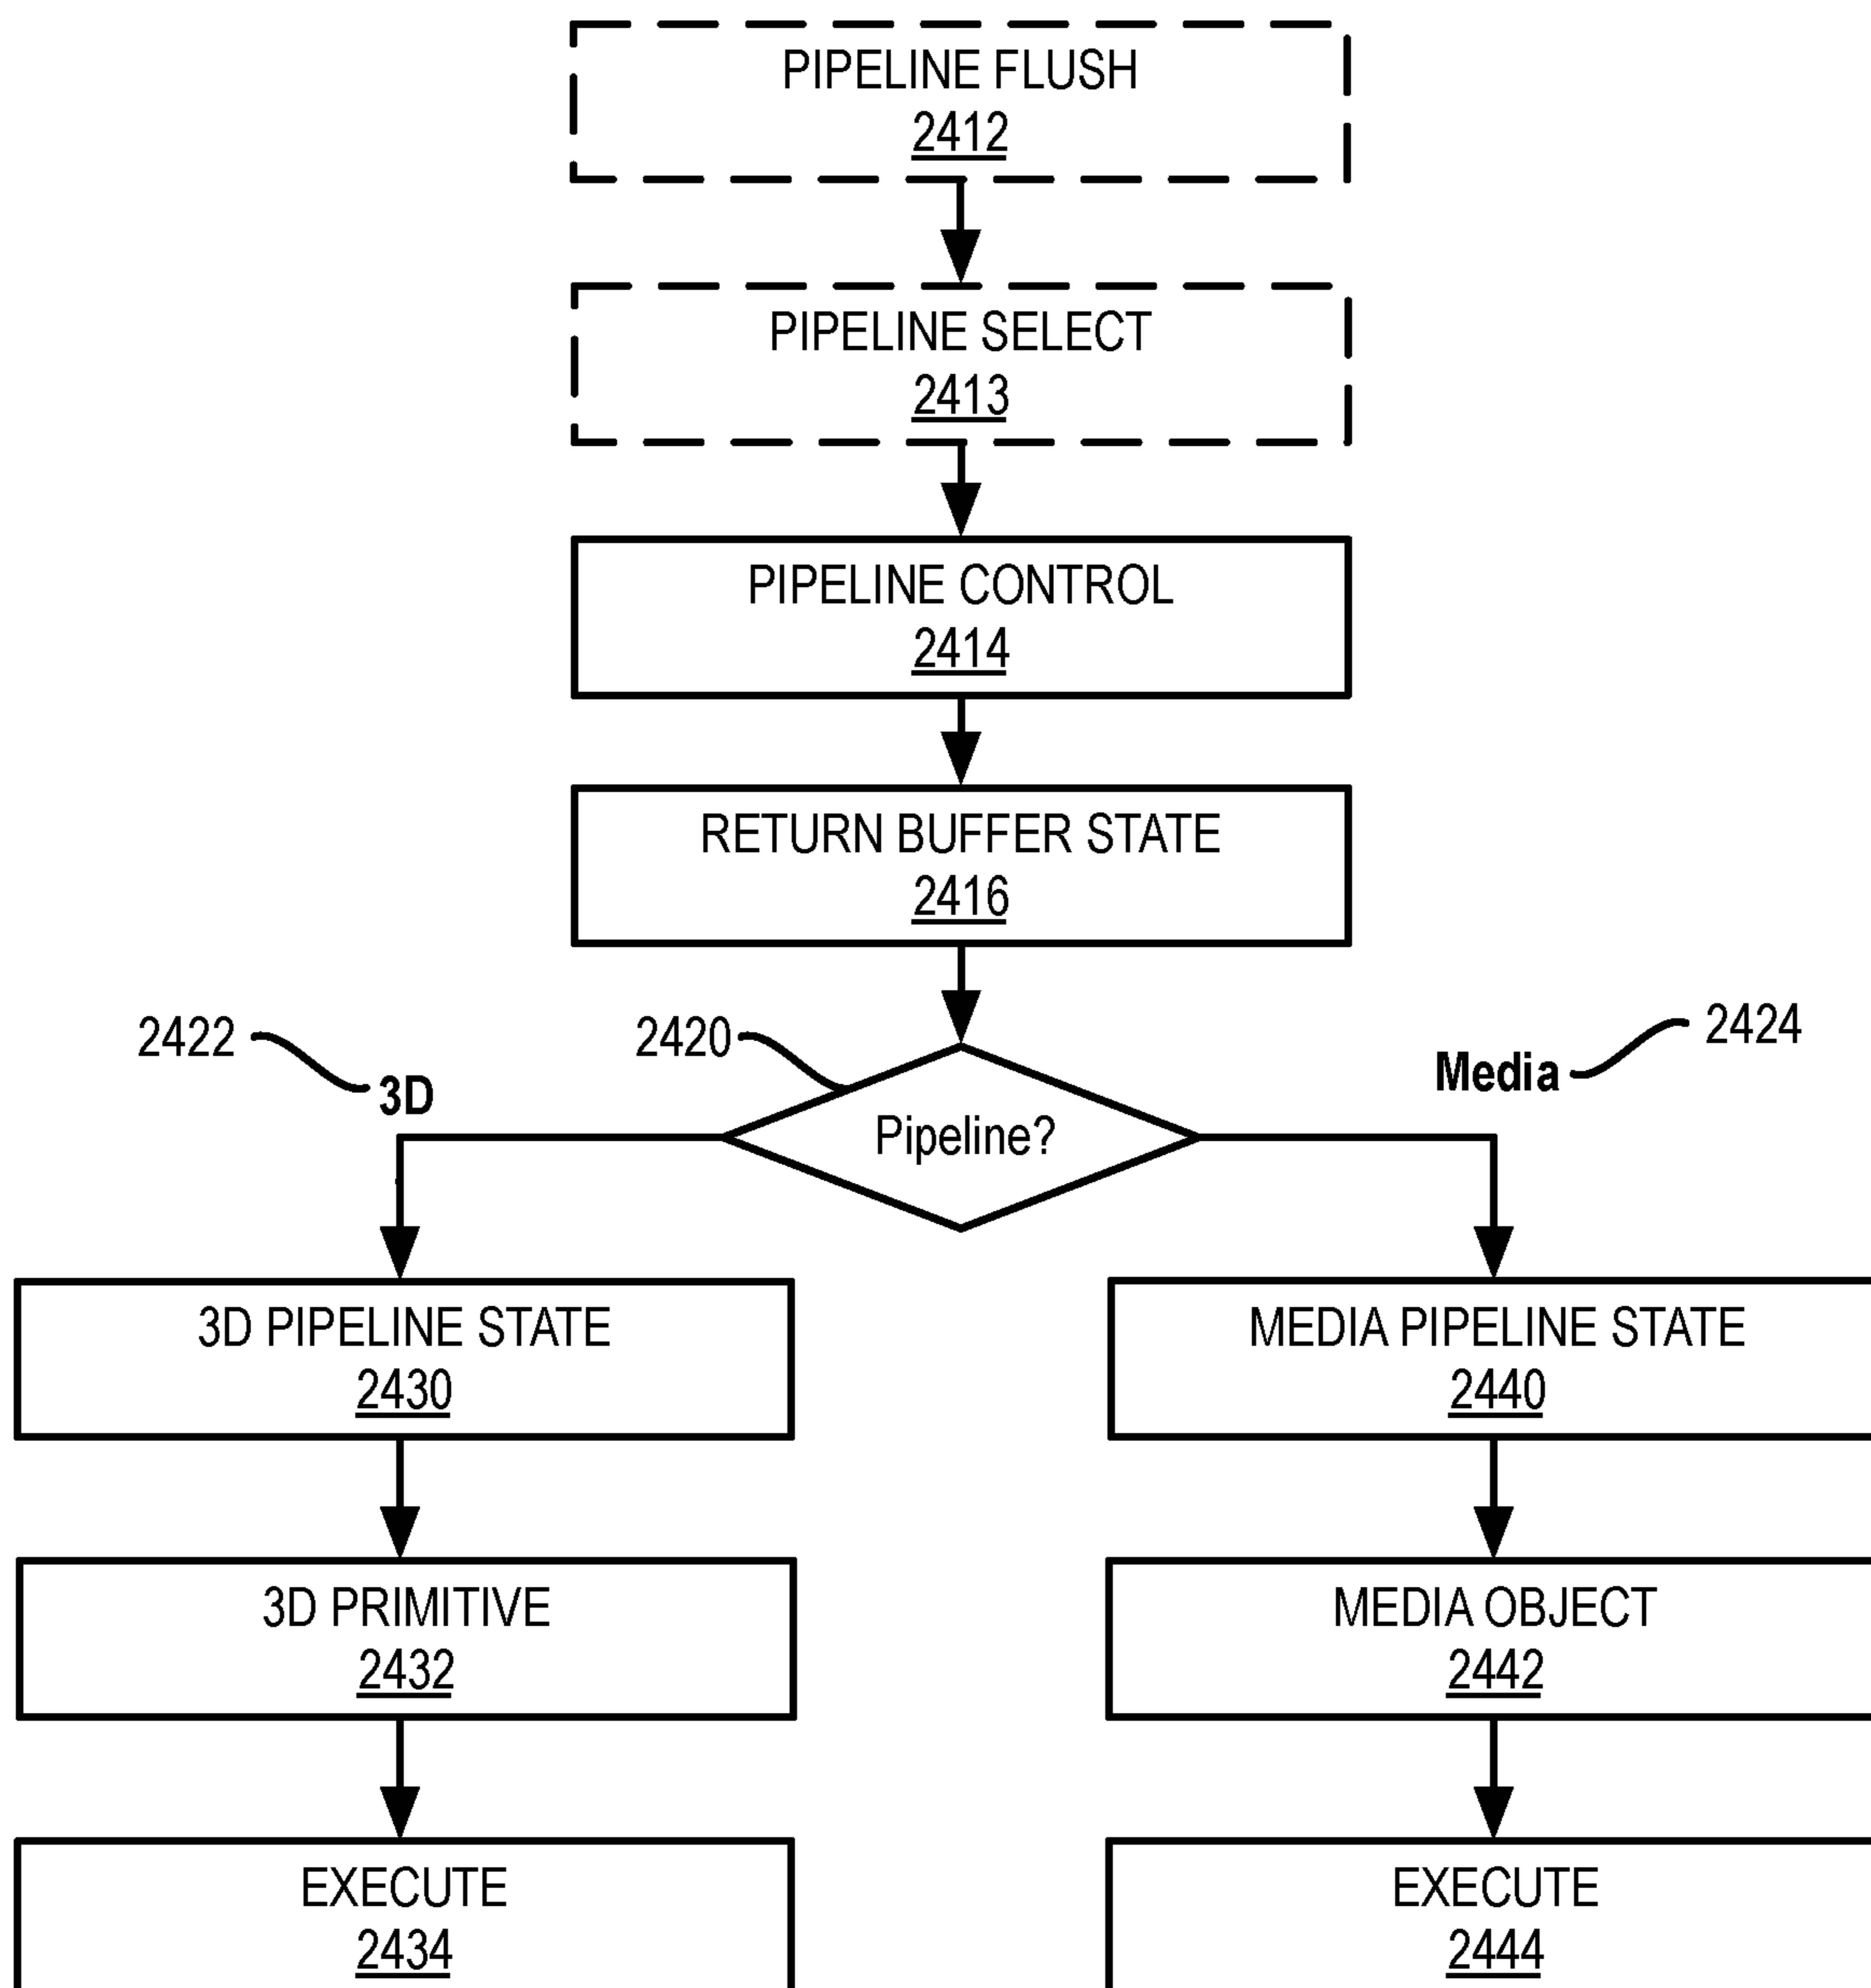 PIPELINE FLUSH
2412
PIPELINE SELECT
2413
PIPELINE CONTROL
2414
RETURN BUFFER STATE
2416
2422
3D
2420
Pipeline?
Media
2424
3D PIPELINE STATE
2430
MEDIA PIPELINE STATE
2440
3D PRIMITIVE
2432
MEDIA OBJECT
2442
EXECUTE
2434
EXECUTE
2444